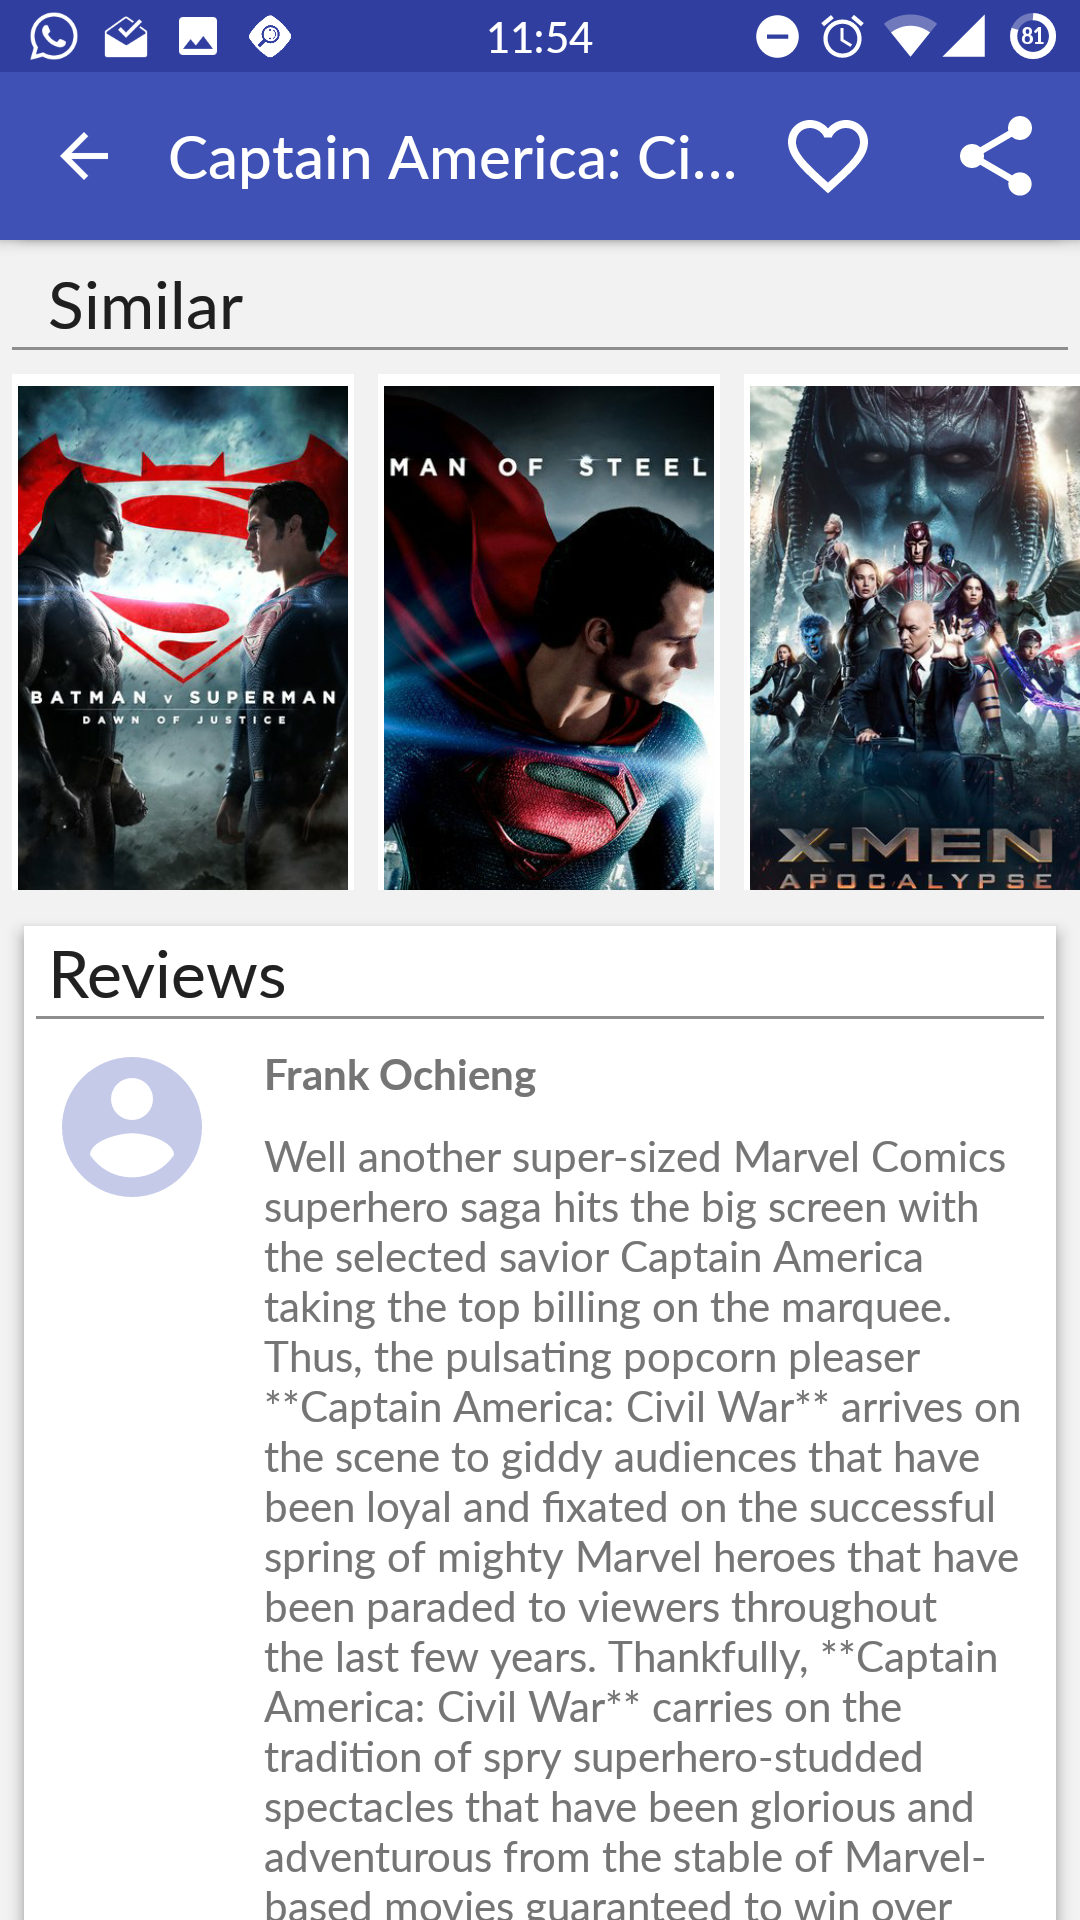 11:54
81
Captain America: Ci...
Similar
BATMAN v SUPERMAN
DAWN OF JUSTICE
MAN OF STEEL
X-MEN
APOCALYPSE
Reviews
Frank Ochieng
Well another super-sized Marvel Comics
superhero saga hits the big screen with
the selected savior Captain America
taking the top billing on the marquee.
Thus, the pulsating popcorn pleaser
**Captain America: Civil War** arrives on
the scene to giddy audiences that have
been loyal and fixated on the successful
spring of mighty Marvel heroes that have
been paraded to viewers throughout
the last few years. Thankfully, **Captain
America: Civil War** carries on the
tradition of spry superhero-studded
spectacles that have been glorious and
adventurous from the stable of Marvel-
based movies guaranteed to win over